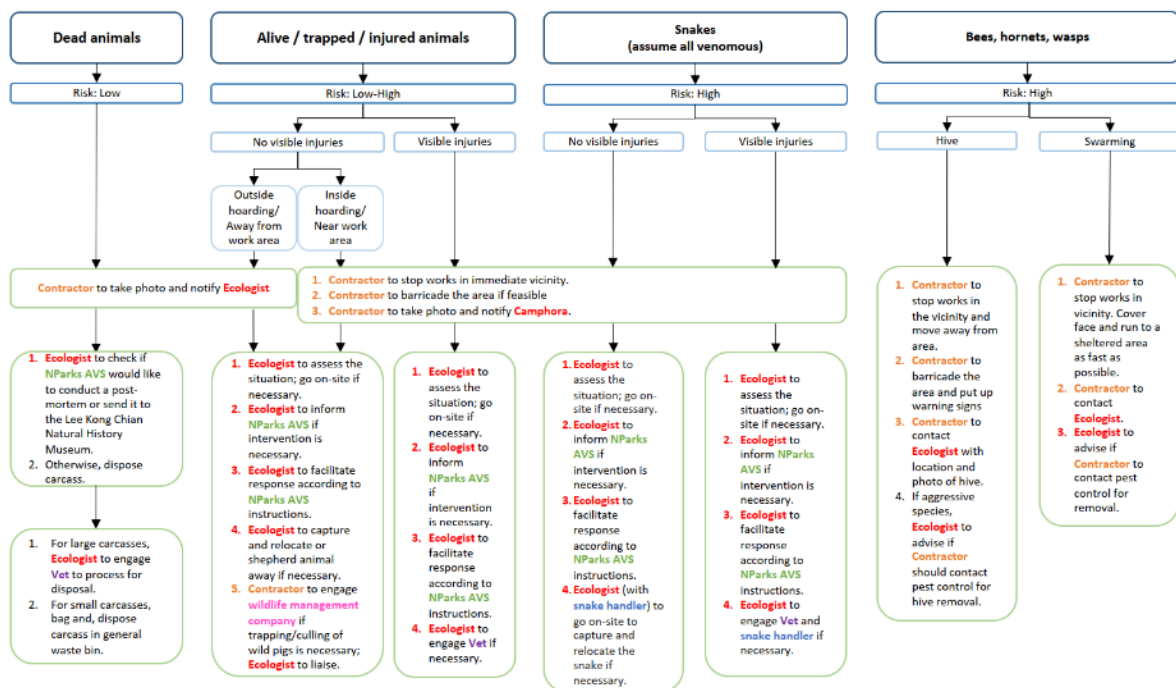 Dead animals
Risk: Low
Alive / trapped / injured animals
Risk: Low-High
No visible injuries
Visible injuries
Outside
hoarding/
Away from
work area
Inside
hoarding/
Near work
area
Snakes
(assume all venomous)
Risk: High
No visible injuries
Visible injuries
Bees, hornets, wasps
Risk: High
Hive
Swarming
Contractor to take photo and notify Ecologist
1. Contractor to stop works in immediate vicinity.
2. Contractor to barricade the area if feasible
3. Contractor to take photo and notify Camphora.
1. Ecologist to check if
NParks AVS would like
to conduct a post-
mortem or send it to
the Lee Kong Chian
Natural History
Museum.
2. Otherwise, dispose
carcass.
1. For large carcasses,
Ecologist to engage
Vet to process for
disposal.
2. For small carcasses,
bag and, dispose
carcass in general
waste bin.
1. Ecologist to assess the
situation; go on-site if
necessary.
2. Ecologist to inform
NParks AVS if
intervention is
necessary.
3. Ecologist to facilitate
response according to
NParks AVS
instructions.
4. Ecologist to capture
and relocate or
shepherd animal
away if necessary.
5. Contractor to engage
wildlife management
company if
trapping/culling of
wild pigs is necessary;
Ecologist to liaise.
1. Ecologist to
assess the
situation; go on-site if
necessary.
2. Ecologist to
inform
NParks AVS
if
intervention
is necessary.
3. Ecologist to
facilitate
response
according to
NParks AVS
instructions.
4. Ecologist to
engage Vet if
necessary.
1. Ecologist to
assess the
situation; go on-
site if necessary.
2. Ecologist to
inform NParks
AVS if
intervention is
necessary.
3. Ecologist to
facilitate
response
according to
NParks AVS
instructions.
4. Ecologist (with
snake handler) to
go on-site to
capture and
relocate the
snake if
necessary.
1. Ecologist to
assess the
situation; go on-
site if necessary.
2. Ecologist to
inform NParks
AVS if
intervention is
necessary.
3. Ecologist to
facilitate
response
according to
NParks AVS
instructions.
4. Ecologist to
engage Vet and
snake handler if
necessary.
1. Contractor to
stop works in
the vicinity and
move away from
area.
2. Contractor to
barricade the
area and put up
warning signs
3. Contractor to
contact
Ecologist with
location and
photo of hive.
4. If aggressive
species,
Ecologist to
advise if
Contractor
should contact
pest control for
hive removal.
1. Contractor to
stop works in
vicinity. Cover
face and run to a
sheltered area
as fast as
possible.
2. Contractor to
contact
Ecologist.
3. Ecologist to
advise if
Contractor to
contact pest
control for
removal.